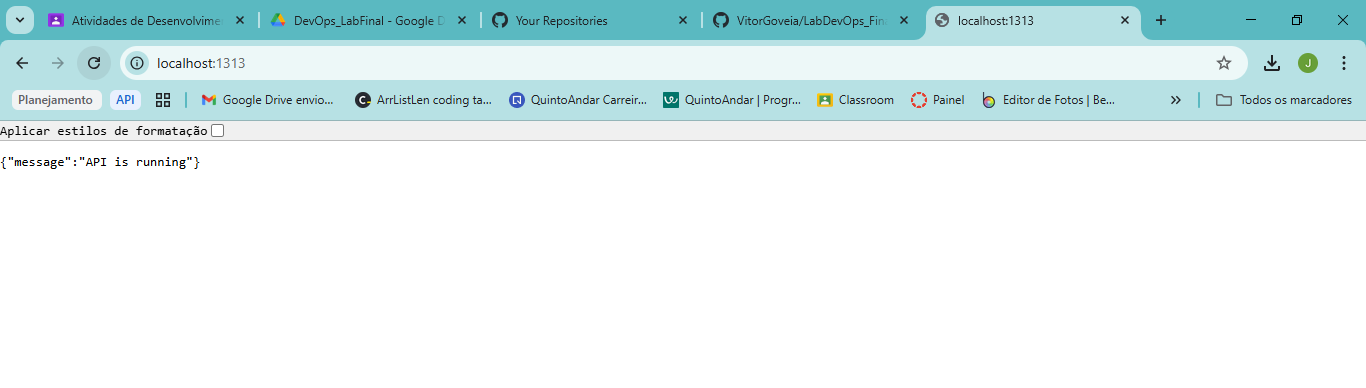 Atividades de Desenvolvimen
DevOps_LabFinal - Google D
Your Repositories
VitorGoveia/LabDevOps_Fin
localhost:1313
localhost:1313
J
Planejamento
API
Google Drive envio...
ArrListLen coding ta...
QuintoAndar Carreir...
QuintoAndar | Progr...
Classroom
Painel
Editor de Fotos | Be...
Todos os marcadores
Aplicar estilos de formatação
{"message":"API is running"}